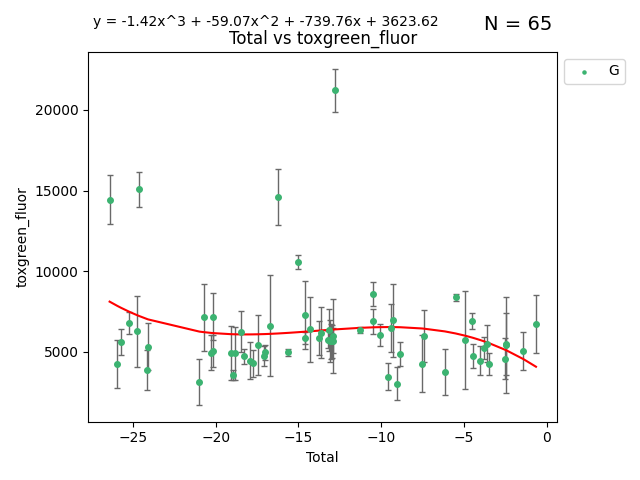 y = -1.42x^3 + -59.07x^2 + -739.76x + 3623.62
N = 65
Total vs toxgreen_fluor
G
toxgreen_fluor
20000
15000
10000
5000
−25
−20
−15
−10
−5
0
Total